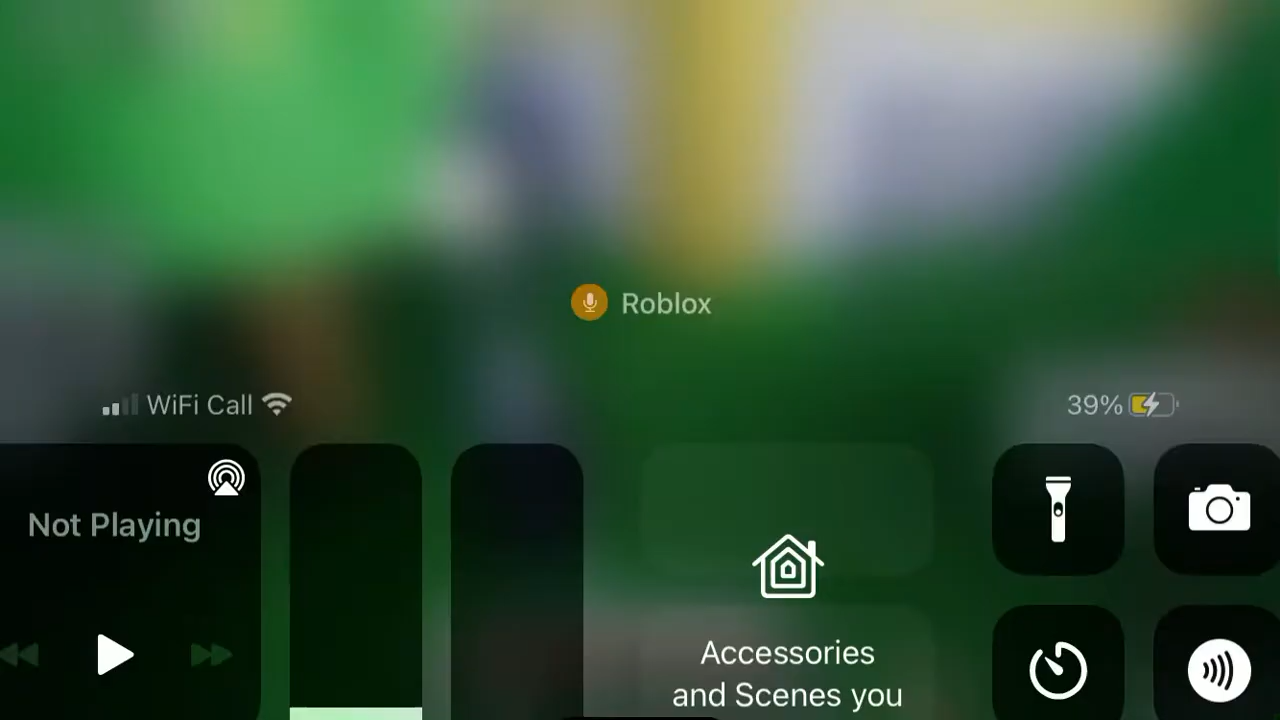 Roblox
WiFi Call
39%
Not Playing
Accessories
and Scenes you